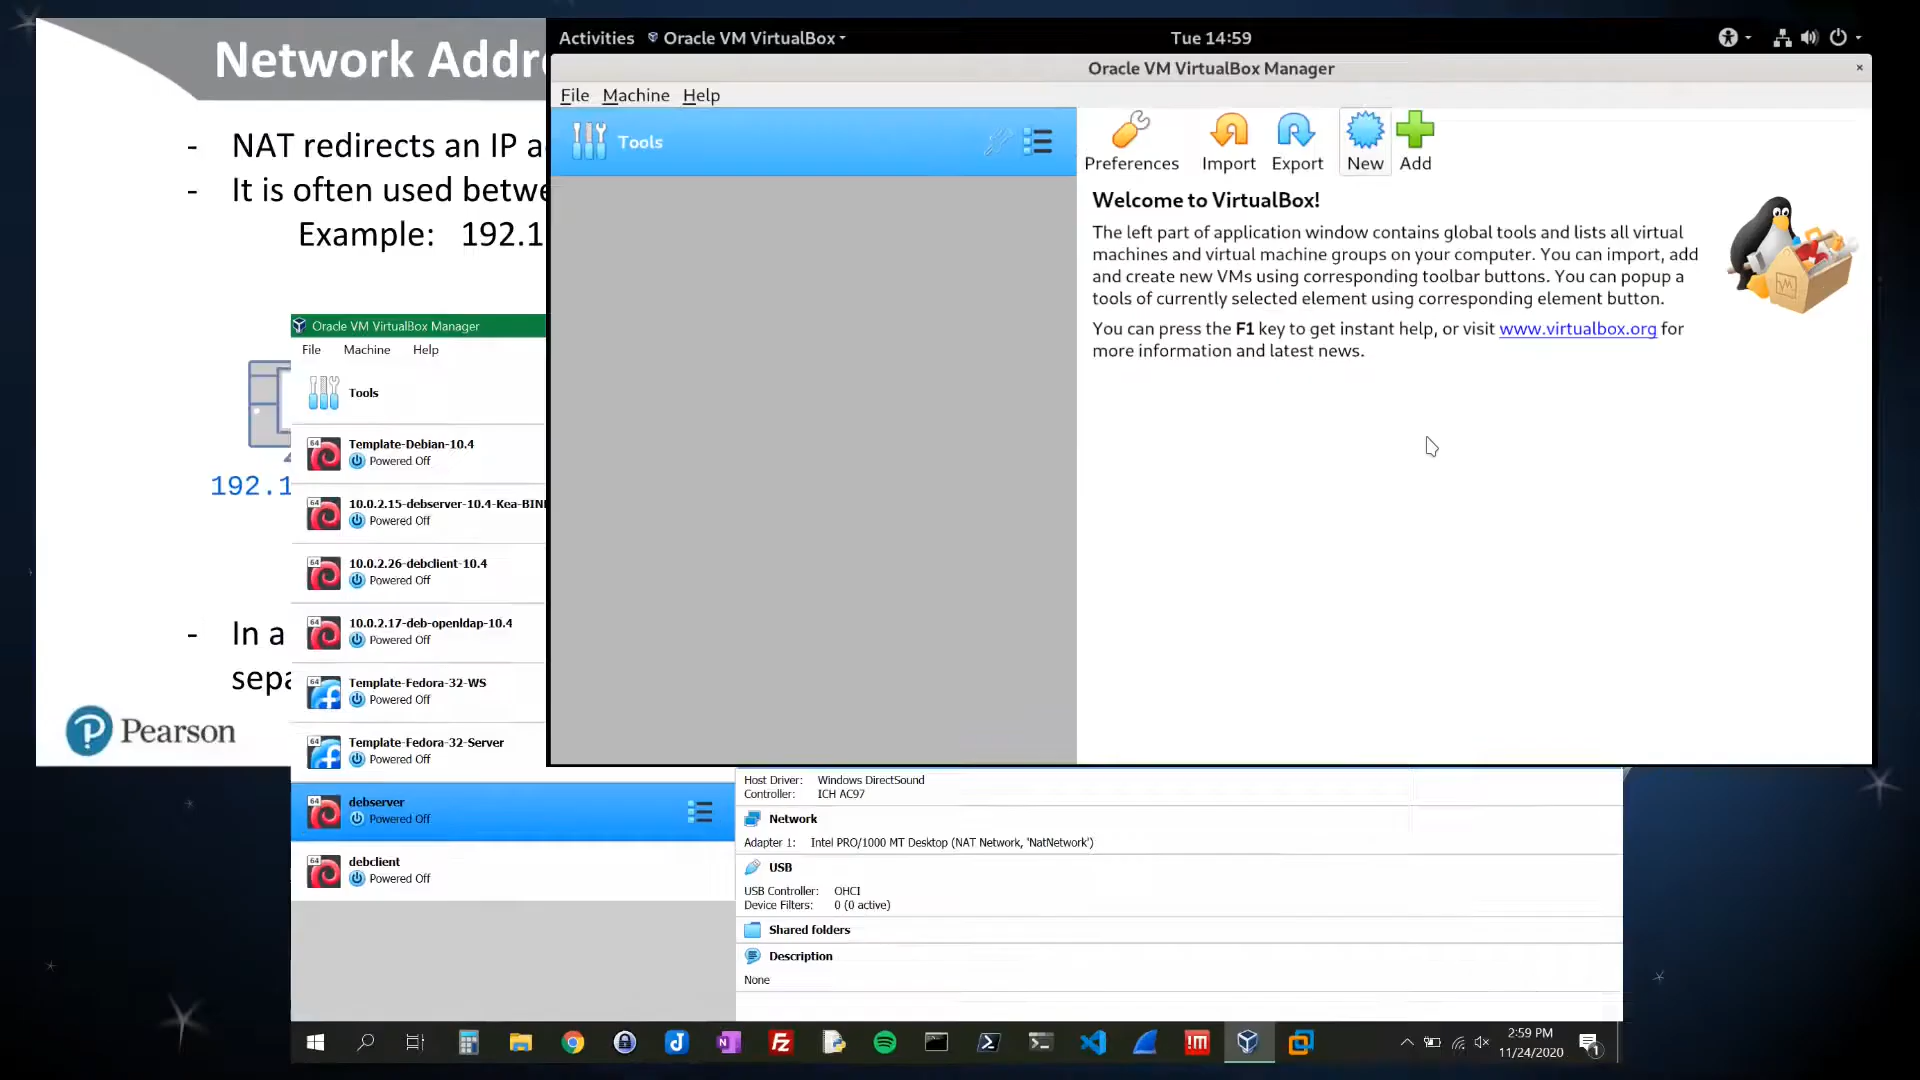 Network Addr
- NAT redirects an IP
- It is often used betw
Example: 192.1
192.1
- In a
sepa
Pearson
Activities Oracle VM VirtualBox Tue 14:59
Oracle VM VirtualBox Manager ×
File Machine Help
Tools
Preferences Import Export New Add
Welcome to VirtualBox!
The left part of application window contains global tools and lists all virtual
machines and virtual machine groups on your computer. You can import, add
and create new VMs using corresponding toolbar buttons. You can popup a
tools of currently selected element using corresponding element button.
You can press the F1 key to get instant help, or visit www.virtualbox.org for
more information and latest news.
Oracle VM VirtualBox Manager
File Machine Help
Tools
64
Template-Debian-10.4
Powered Off
64
10.0.2.15-debserver-10.4-Kea-BIN
Powered Off
64
10.0.2.26-debclient-10.4
Powered Off
64
10.0.2.17-deb-openldap-10.4
Powered Off
64
Template-Fedora-32-WS
Powered Off
64
Template-Fedora-32-Server
Powered Off
64
debserver
Powered Off
64
debclient
Powered Off
Host Driver: Windows DirectSound
Controller: ICH AC97
Network
Adapter 1: Intel PRO/1000 MT Desktop (NAT Network, 'NatNetwork')
USB
USB Controller: OHCI
Device Filters: 0 (0 active)
Shared folders
Description
None
2:59 PM
11/24/2020
1